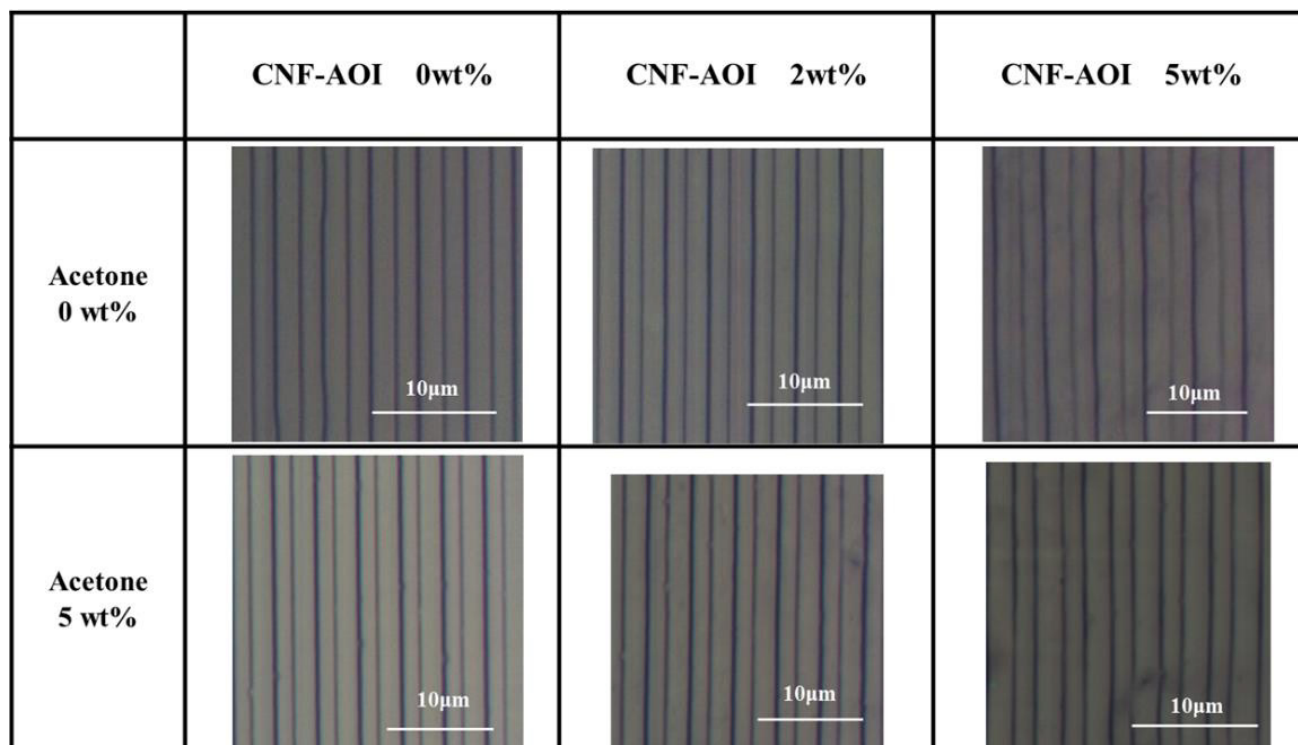 CNF-AOI 0wt%
CNF-AOI 2wt%
CNF-AOI 5wt%
Acetone
0 wt%
10μm
10μm
10μm
Acetone
5 wt%
10μm
10μm
10μm